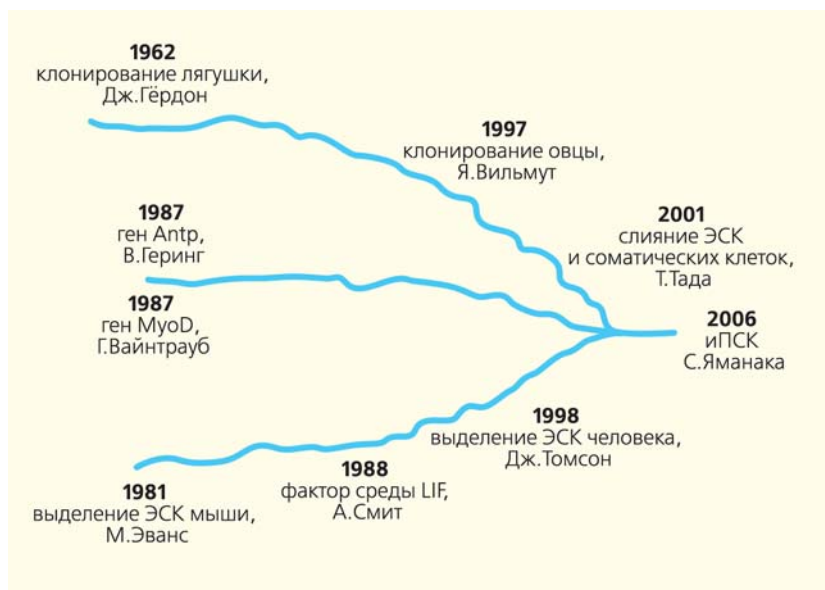 1962
клонирование лягушки,
Дж.Гёрдон
1997
клонирование овцы,
Я.Вильмут
1987
ген Antp,
В.Геринг
2001
слияние ЭСК
и соматических клеток,
Т.Тада
1987
ген MyoD,
Г.Вайнтрауб
2006
иПСК
С.Яманака
1998
выделение ЭСК человека,
Дж.Томсон
1988
фактор среды LIF,
А.Смит
1981
выделение ЭСК мыши,
М.Эванс